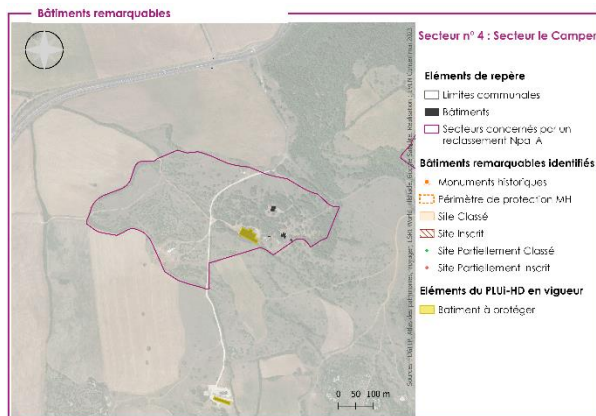 Bâtiments remarquables
Secteur n° 4 : Secteur le Camper
Eléments de repère
Limites communales
Bâtiments
Secteurs concernés par un
reclassement Npa A
Bâtiments remarquables identifiés
Monuments historiques
Périmètre de protection MH
Site Classé
Site Inscrit
Site Partiellement Classé
Site Partiellement Inscrit
Eléments du PLUi-HD en vigueur
Batiment à protéger
0 50 100 m